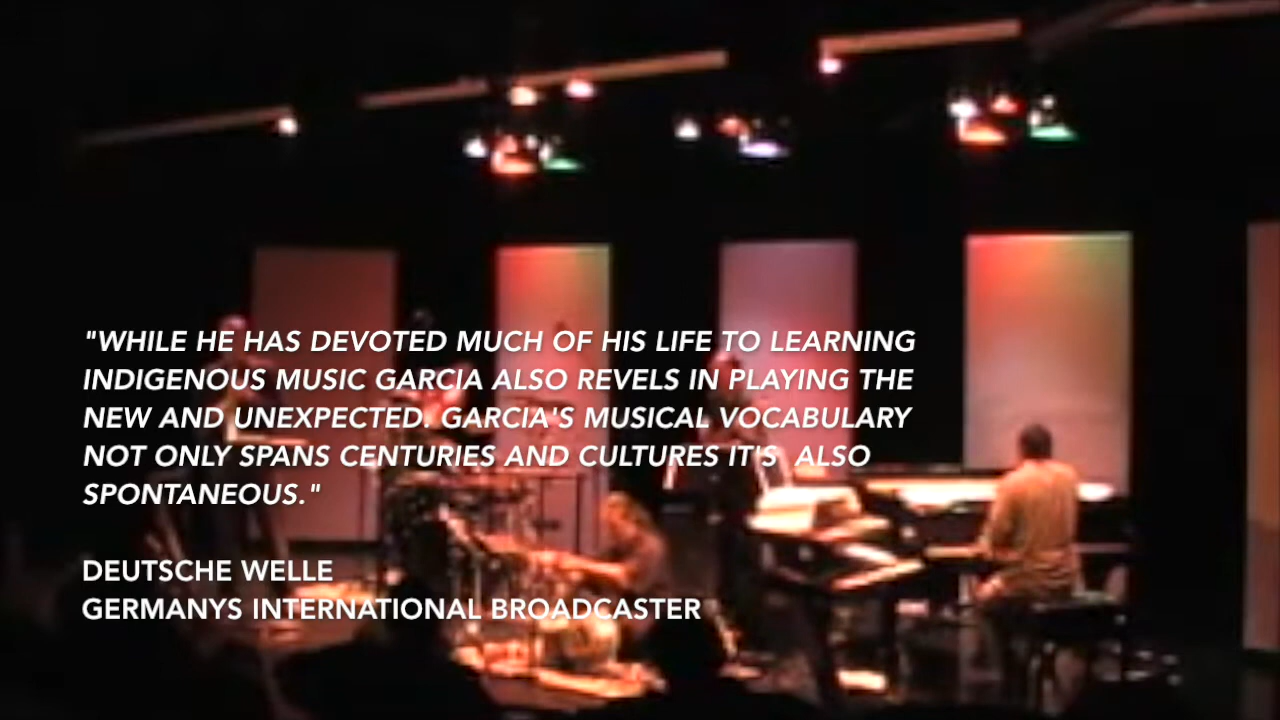 "WHILE HE HAS DEVOTED MUCH OF HIS LIFE TO LEARNING
INDIGENOUS MUSIC GARCIA ALSO REVELS IN PLAYING THE
NEW AND UNEXPECTED. GARCIA'S MUSICAL VOCABULARY
NOT ONLY SPANS CENTURIES AND CULTURES IT'S  ALSO
SPONTANEOUS."
DEUTSCHE WELLE
GERMANYS INTERNATIONAL BROADCASTER